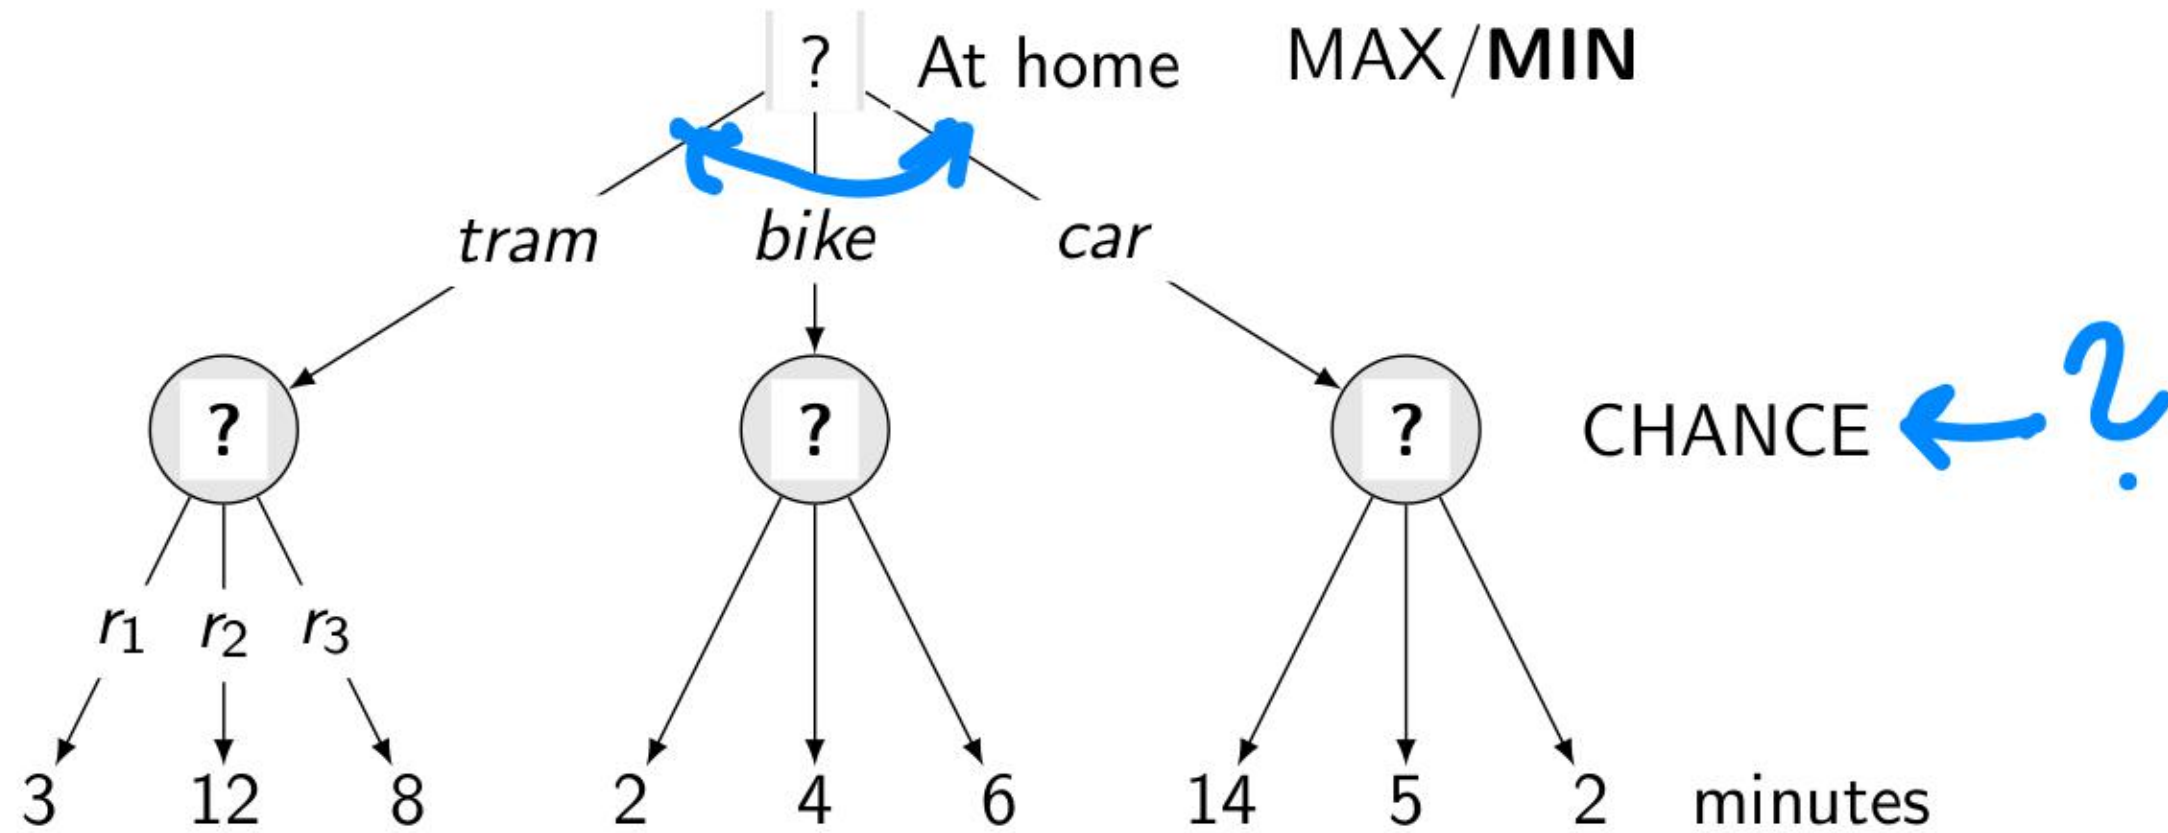 ? At home MAX/MIN
tram bike car
? ? ? CHANCE ?
r1 r2 r3
3 12 8 2 4 6 14 5 2 minutes